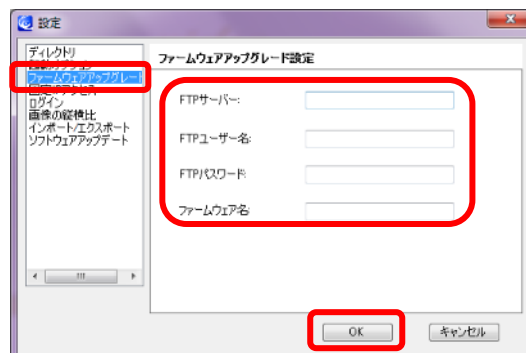 設定
ディレクトリ
ファームウェアアップグレー
ログイン
画像の縦横比
インポート/エクスポート
ソフトウェアアップデート
ファームウェアアップグレード設定
FTPサーバー:
FTPユーザー名:
FTPパスワード:
ファームウェア名:
OK
キャンセル